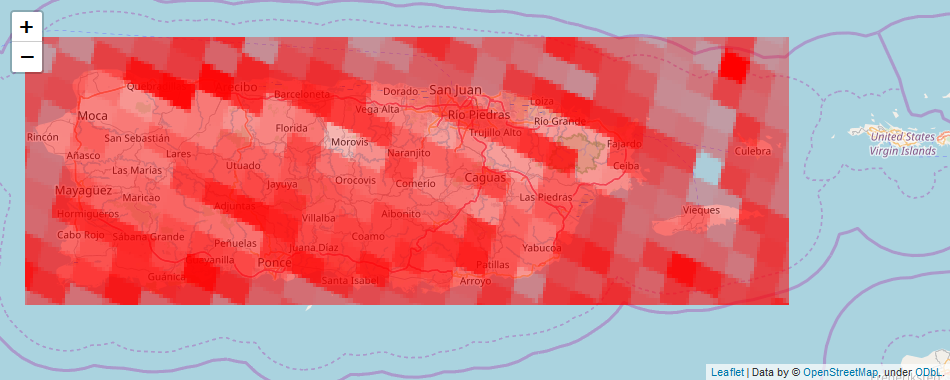 +
−
Dorado
San Juan
Barceloneta
Loíza
Vega Alta
Río Piedras
Río Grande
Moca
Florida
Trujillo Alto
Rincón
San Sebastián
Morovis
Fajardo
Añasco
Lares
Naranjito
Culebra
United States
Virgin Islands
Las Marías
Utuado
Ceiba
Jayuya
Orocovis
Comerío
Caguas
Mayagüez
Maricao
Las Piedras
Adjuntas
Vieques
Hormigueros
Villalba
Aibonito
Cabo Rojo
Sabana Grande
Coamo
Peñuelas
Juana Díaz
Yabucoa
Ponce
Patillas
Guánica
Santa Isabel
Arroyo
Leaflet | Data by © OpenStreetMap, under ODbL.